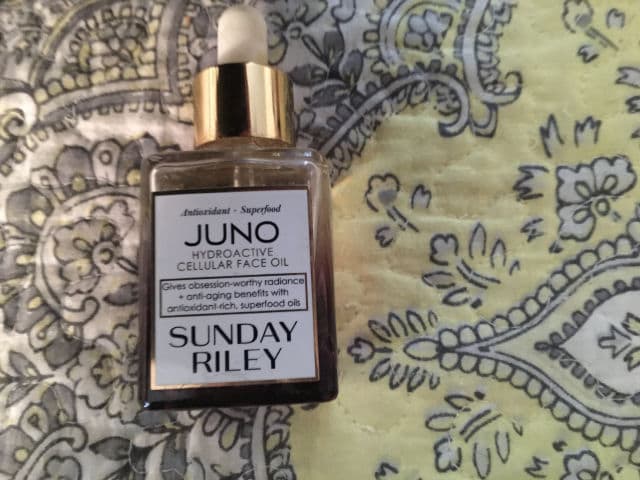 Antioxidant + Superfood
JUNO
HYDROACTIVE
CELLULAR FACE OIL
Gives obsession-worthy radiance
+ anti-aging benefits with
antioxidant-rich, superfood oils
SUNDAY
RILEY